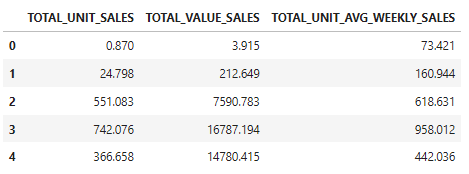 TOTAL_UNIT_SALES TOTAL_VALUE_SALES TOTAL_UNIT_AVG_WEEKLY_SALES
0 0.870 3.915 73.421
1 24.798 212.649 160.944
2 551.083 7590.783 618.631
3 742.076 16787.194 958.012
4 366.658 14780.415 442.036